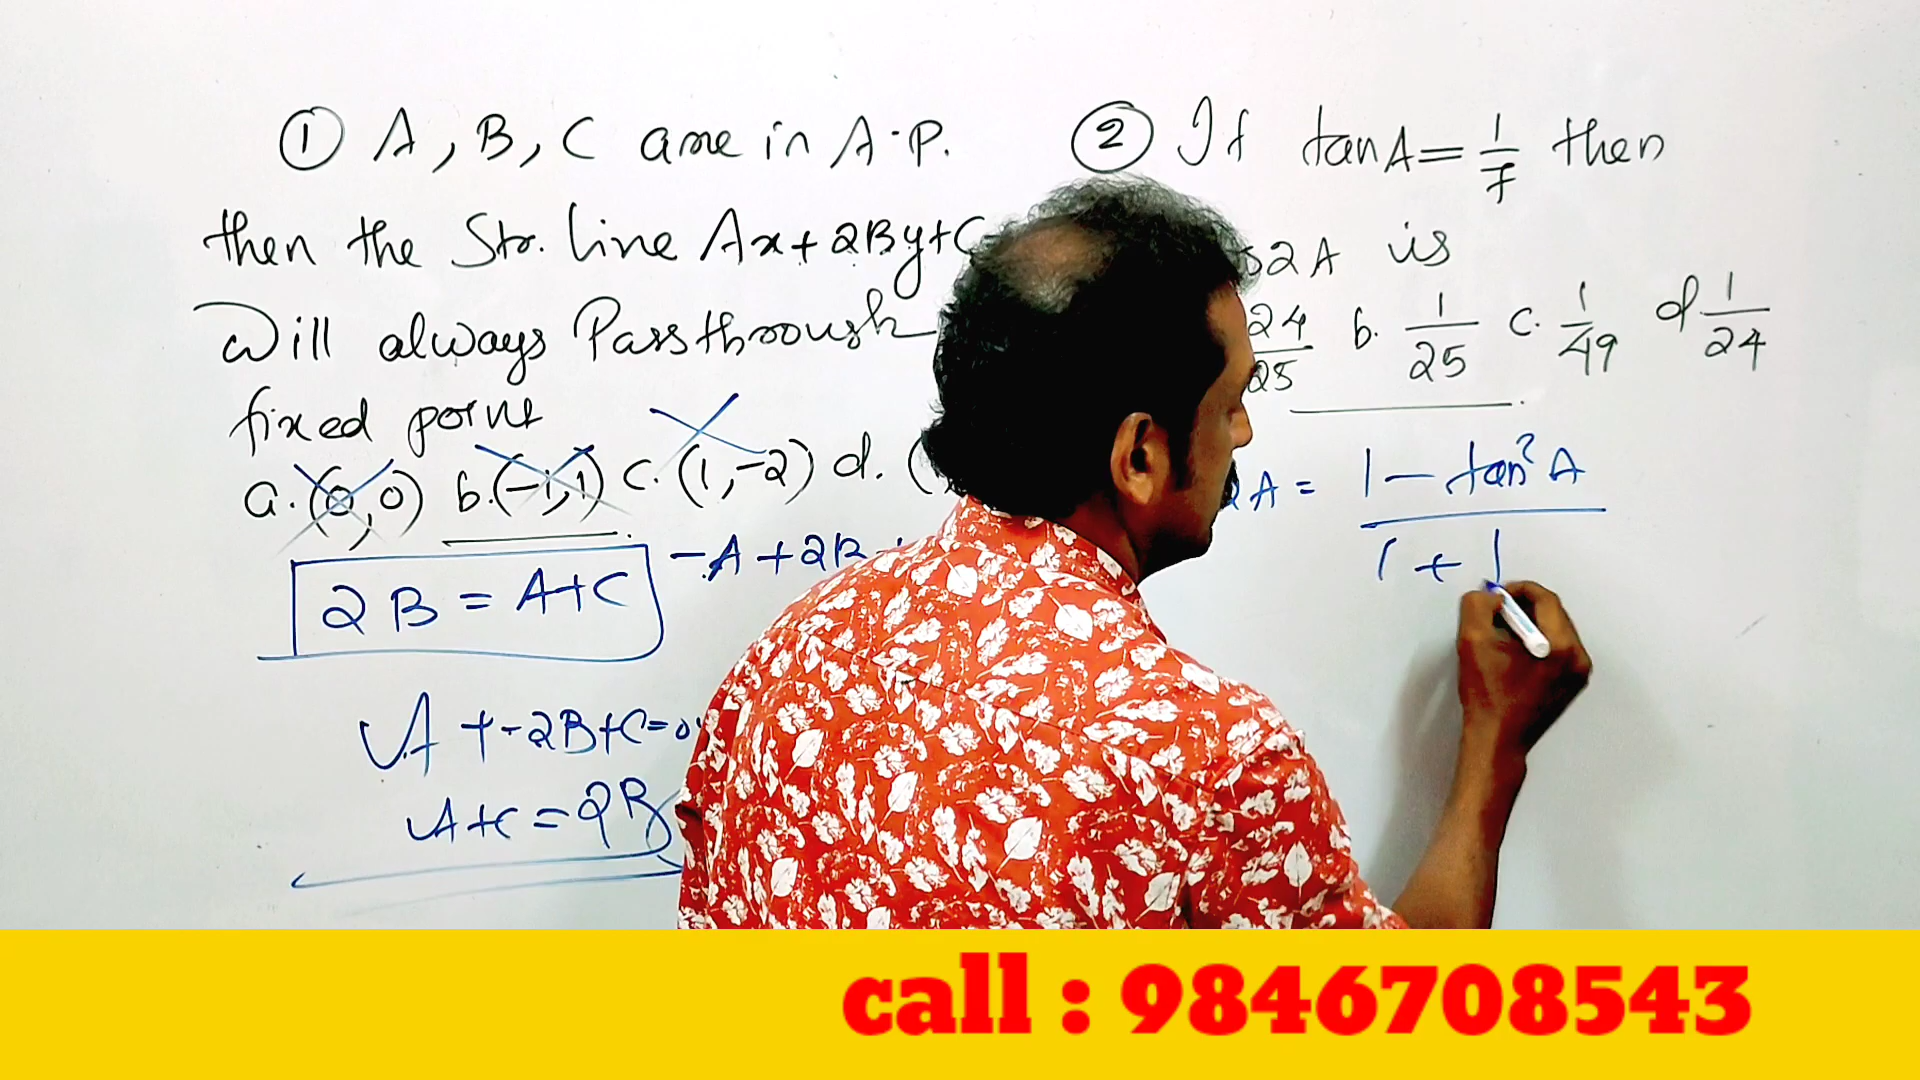 ① A, B, C are in A.P.
then the Str. line Ax+2By+C
Will always Pass through
fixed point
a. (0,0) b. (-1,1) c. (1,-2) d. (
-A + 2B
2B = A+C
A + -2B+C=0
A+C = 2B
② If tanA = 1/7 then
s2A is
24/25 b. 1/25 c. 1/49 d. 1/24
2A = 1 - tan²A / 1 +
call : 9846708543